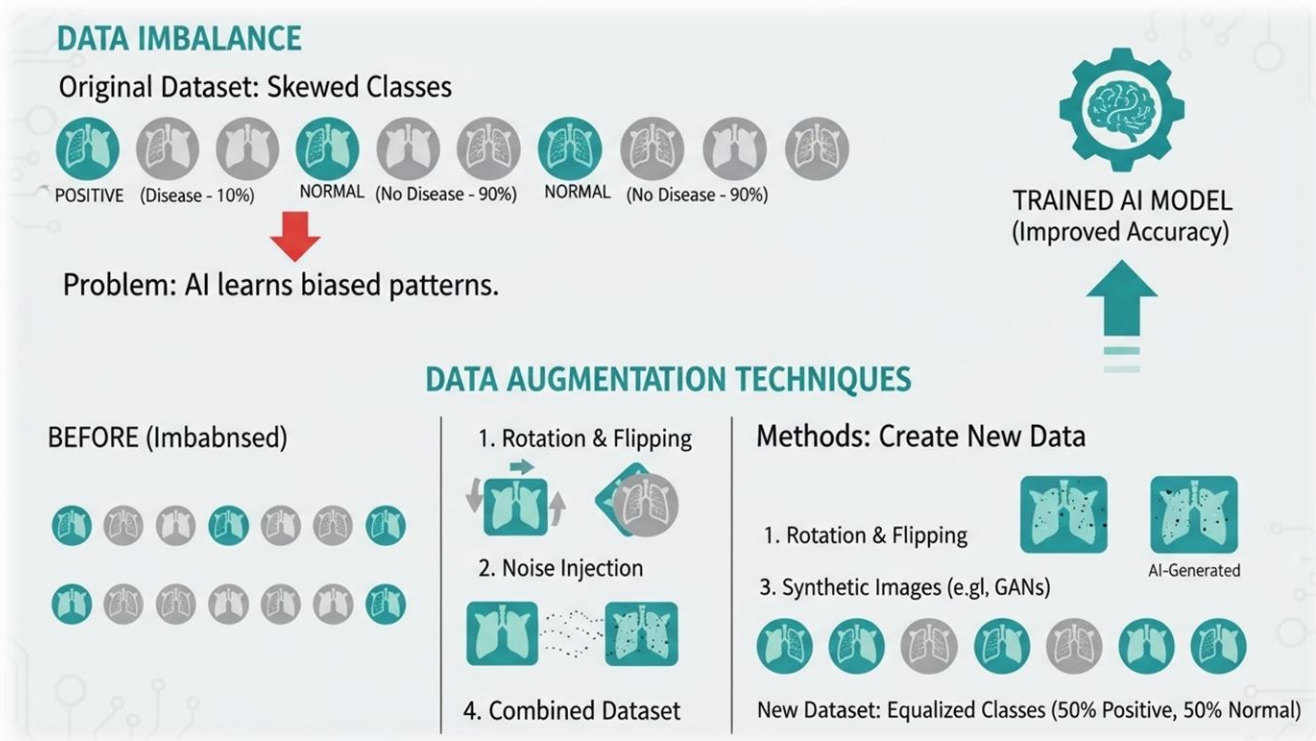 DATA IMBALANCE
Original Dataset: Skewed Classes
POSITIVE (Disease - 10%) NORMAL (No Disease - 90%) NORMAL (No Disease - 90%)
Problem: AI learns biased patterns.
TRAINED AI MODEL
(Improved Accuracy)
DATA AUGMENTATION TECHNIQUES
BEFORE (Imbabnsed)
1. Rotation & Flipping
2. Noise Injection
4. Combined Dataset
Methods: Create New Data
1. Rotation & Flipping
AI-Generated
3. Synthetic Images (e.gl, GANs)
New Dataset: Equalized Classes (50% Positive, 50% Normal)